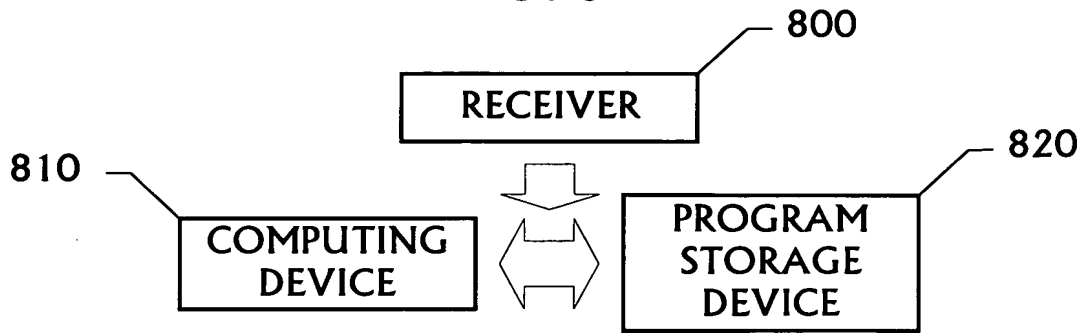 800
RECEIVER
810
820
COMPUTING
DEVICE
PROGRAM
STORAGE
DEVICE